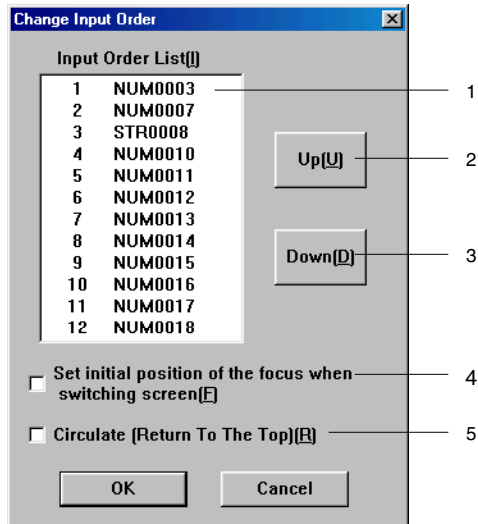 Change Input Order
Input Order List(I)
1 NUM0003
2 NUM0007
3 STR0008
4 NUM0010
5 NUM0011
6 NUM0012
7 NUM0013
8 NUM0014
9 NUM0015
10 NUM0016
11 NUM0017
12 NUM0018
1
Up(U)
2
Down(D)
3
Set initial position of the focus when
switching screen(F)
4
Circulate (Return To The Top)(R)
5
OK
Cancel